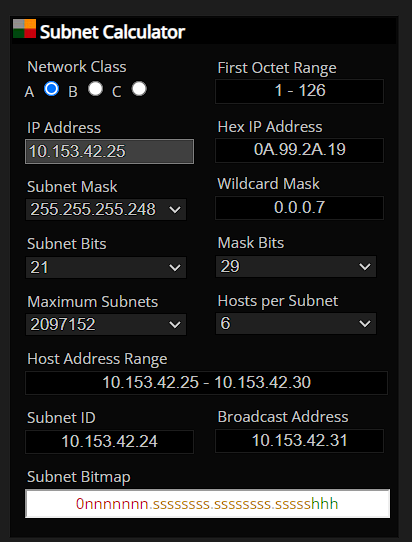 Subnet Calculator
Network Class
A B C
First Octet Range
1 - 126
IP Address
10.153.42.25
Hex IP Address
0A.99.2A.19
Subnet Mask
255.255.255.248
Wildcard Mask
0.0.0.7
Subnet Bits
21
Mask Bits
29
Maximum Subnets
2097152
Hosts per Subnet
6
Host Address Range
10.153.42.25 - 10.153.42.30
Subnet ID
10.153.42.24
Broadcast Address
10.153.42.31
Subnet Bitmap
0nnnnnnn.ssssssss.ssssssss.ssssshhh